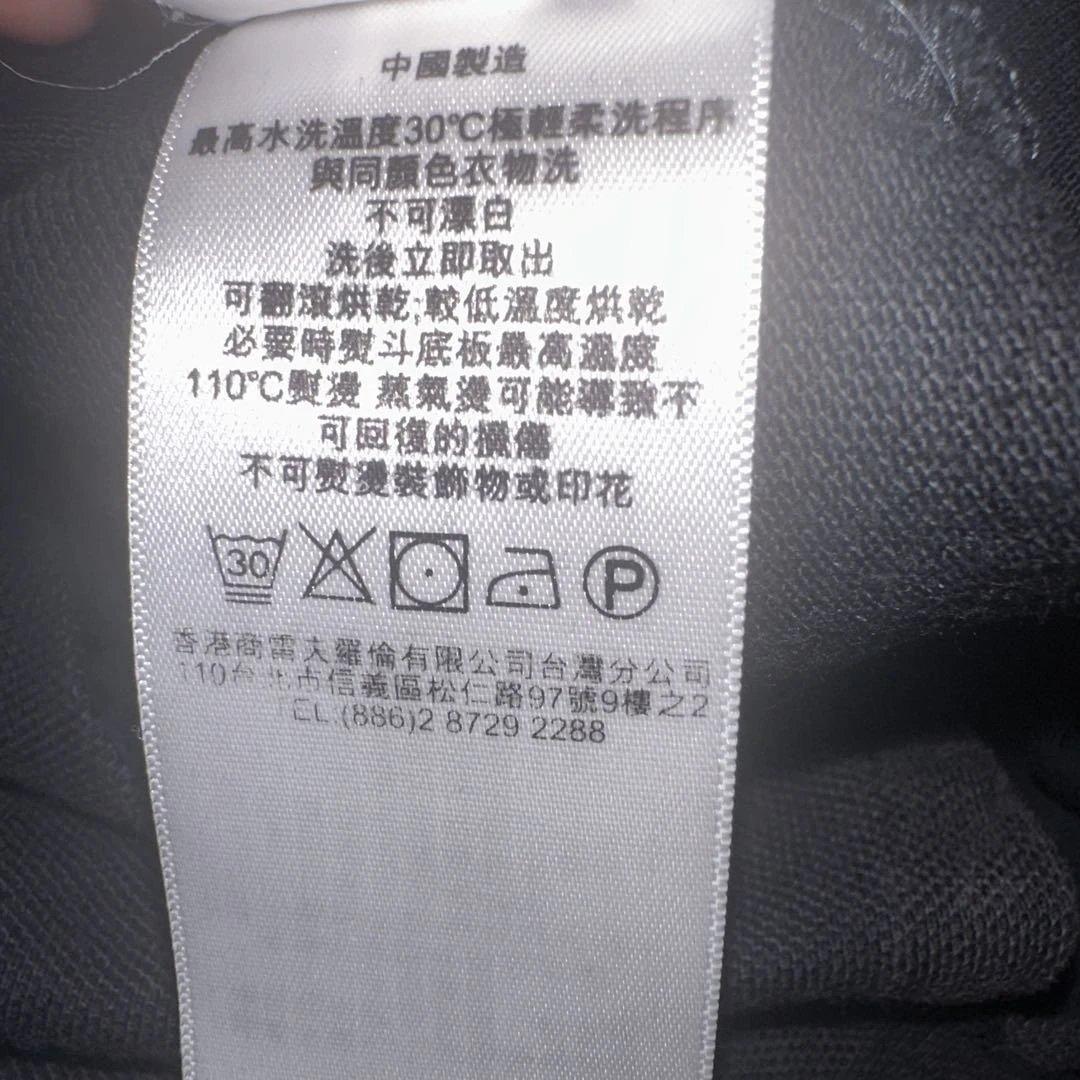 中國製造
最高水洗溫度30℃極輕柔洗程序
與同顏色衣物洗
不可漂白
洗後立即取出
可翻滾烘乾;較低溫度烘乾
必要時熨斗底板最高溫度
110℃熨燙 蒸氣燙可能導致不
可回復的損傷
不可熨燙裝飾物或印花
30
P
香港商雷夫羅倫有限公司台灣分公司
110台北市信義區松仁路97號9樓之2
TEL (886)2 8729 2288